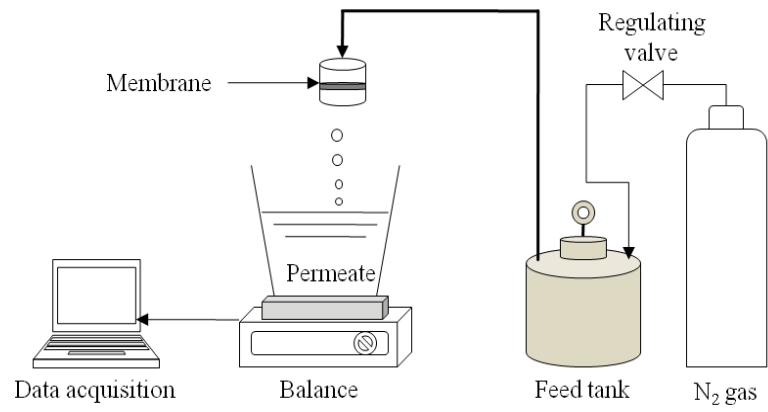 Regulating
valve
Membrane
Permeate
Data acquisition
Balance
Feed tank
N₂ gas